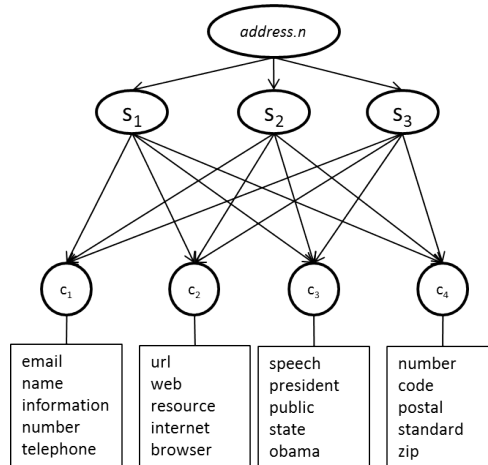 address.n
S1 S2 S3
c1 c2 c3 c4
email
name
information
number
telephone
url
web
resource
internet
browser
speech
president
public
state
obama
number
code
postal
standard
zip